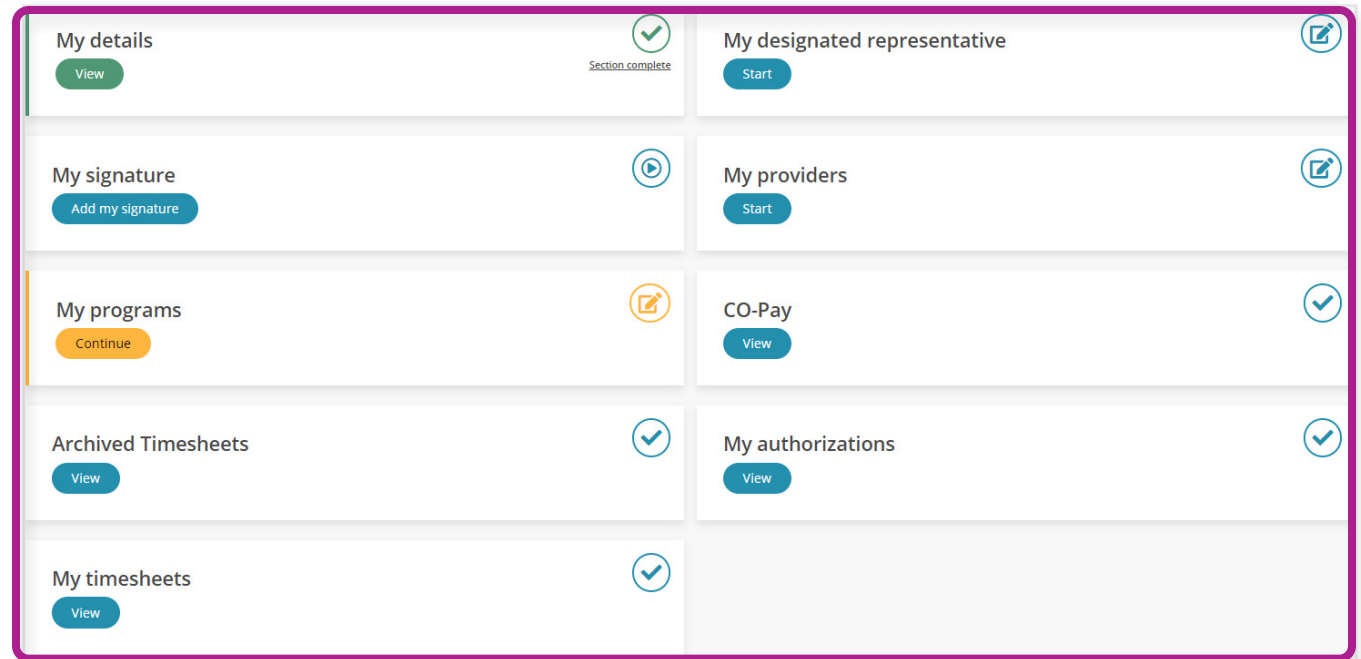 My details
View
Section complete
My designated representative
Start
My signature
Add my signature
My providers
Start
My programs
Continue
CO-Pay
View
Archived Timesheets
View
My authorizations
View
My timesheets
View